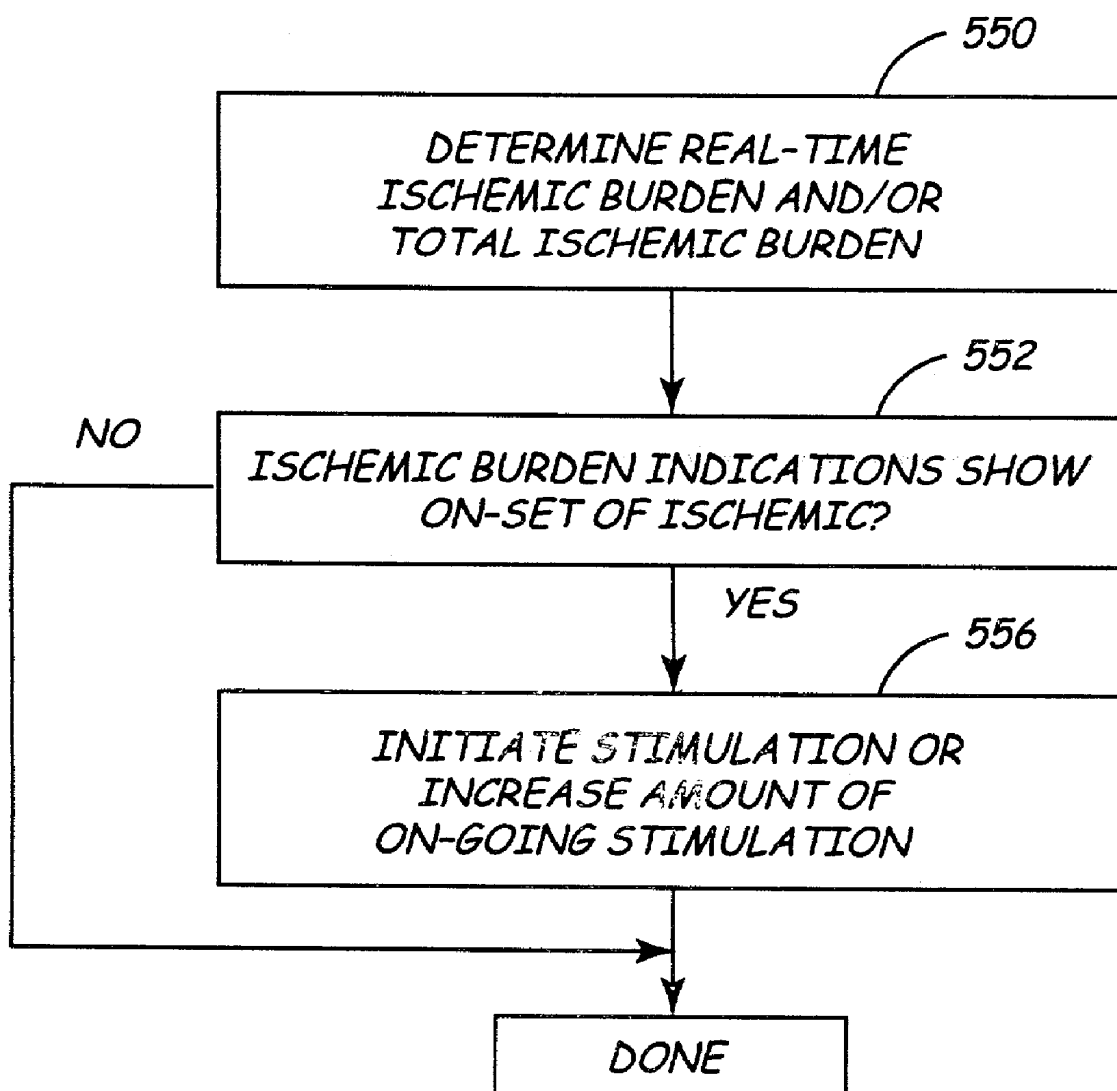 550
DETERMINE REAL-TIME
ISCHEMIC BURDEN AND/OR
TOTAL ISCHEMIC BURDEN
552
NO
ISCHEMIC BURDEN INDICATIONS SHOW
ON-SET OF ISCHEMIC?
YES
556
INITIATE STIMULATION OR
INCREASE AMOUNT OF
ON-GOING STIMULATION
DONE